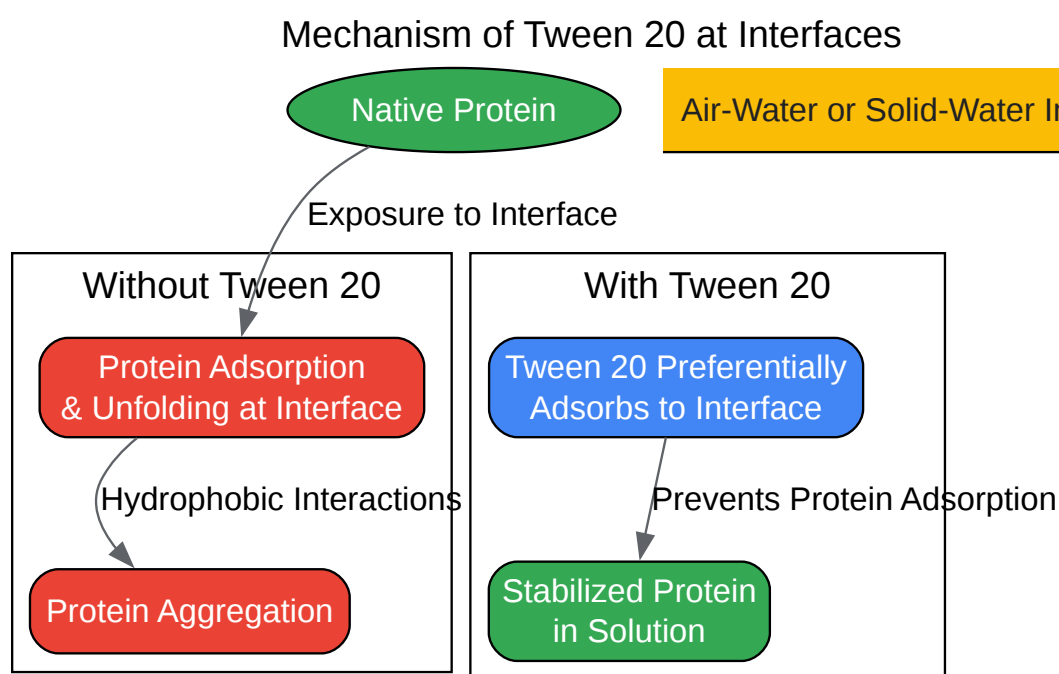 Mechanism of Tween 20 at Interfaces
Native Protein
Air-Water or Solid-Water
Exposure to Interface
Without Tween 20
Protein Adsorption
& Unfolding at Interface
Hydrophobic Interactions
Protein Aggregation
With Tween 20
Tween 20 Preferentially
Adsorbs to Interface
Prevents Protein Adsorption
Stabilized Protein
in Solution